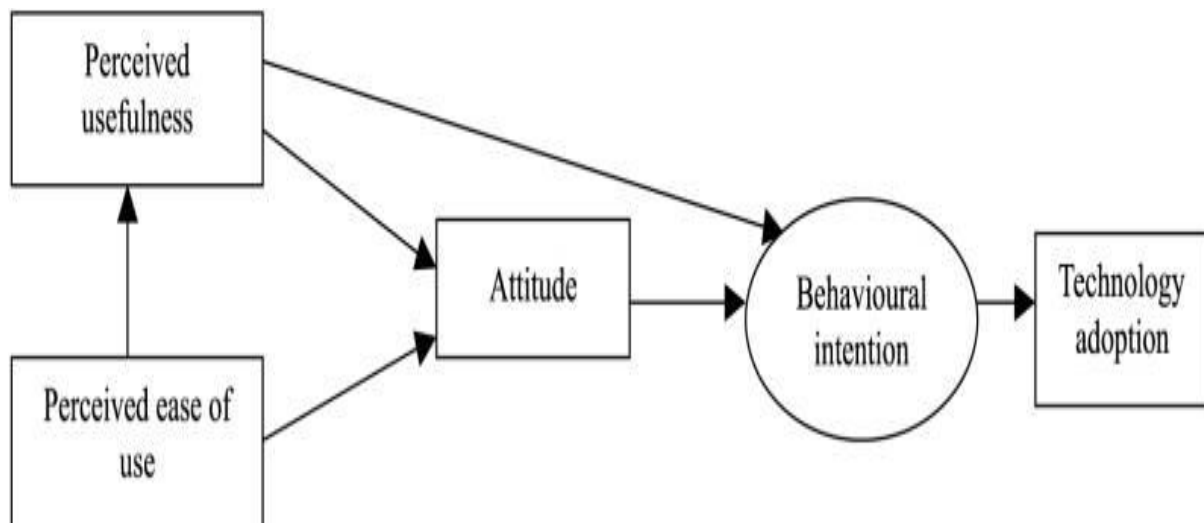 Perceived
usefulness
Attitude
Behavioural
intention
Technology
adoption
Perceived ease of
use